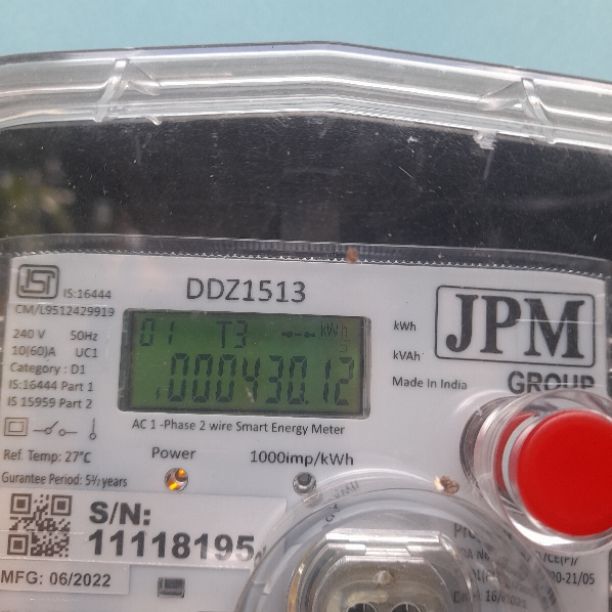 IS:16444
CM/L9512429919
DDZ1513
240 V 50Hz
10(60)A UC1
Category : D1
IS:16444 Part 1
IS 15959 Part 2
01 T3 kWh
000430.12
kWh
kVAh
Made in India
JPM
GROUP
AC 1 -Phase 2 wire Smart Energy Meter
Ref. Temp: 27°C
Power
1000imp/kWh
Gurantee Period: 5½ years
S/N:
11118195
MFG: 06/2022